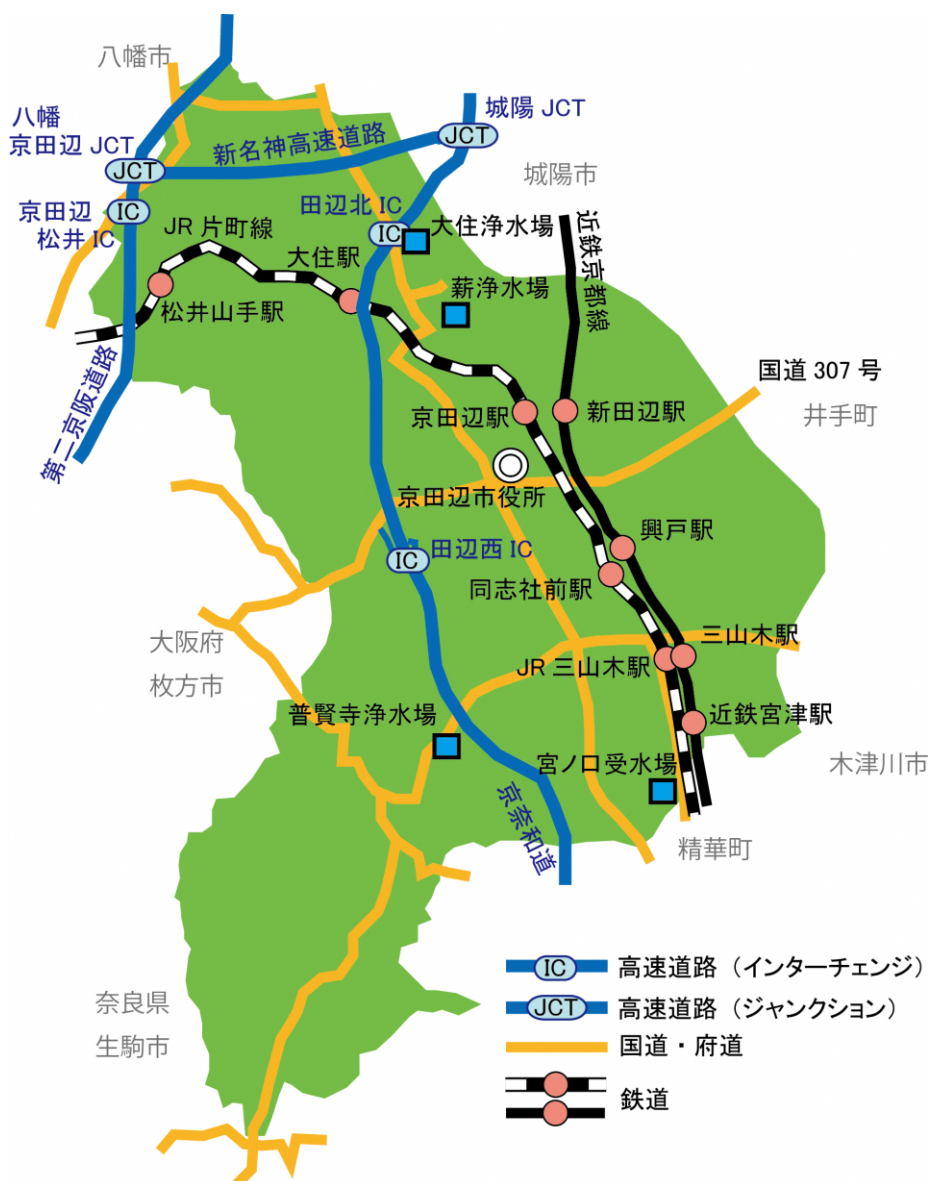 八幡市
八幡
京田辺 JCT
JCT
新名神高速道路
城陽 JCT
JCT
城陽市
京田辺
松井 IC
IC
田辺北 IC
IC
大住浄水場
JR 片町線
大住駅
近鉄京都線
松井山手駅
薪浄水場
第二京阪道路
国道 307 号
井手町
京田辺駅
新田辺駅
京田辺市役所
興戸駅
IC
田辺西 IC
同志社前駅
大阪府
枚方市
三山木駅
JR 三山木駅
普賢寺浄水場
近鉄宮津駅
宮ノ口受水場
木津川市
京奈和道
精華町
奈良県
生駒市
IC
高速道路（インターチェンジ）
JCT
高速道路（ジャンクション）
国道・府道
鉄道